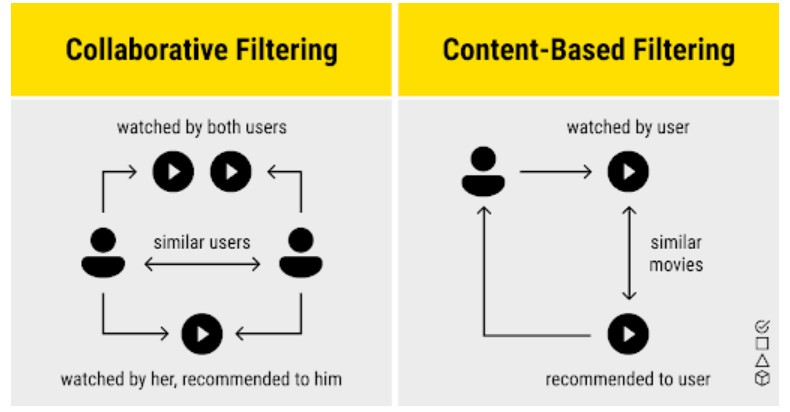 Collaborative Filtering
watched by both users
similar users
watched by her, recommended to him
Content-Based Filtering
watched by user
similar
movies
recommended to user